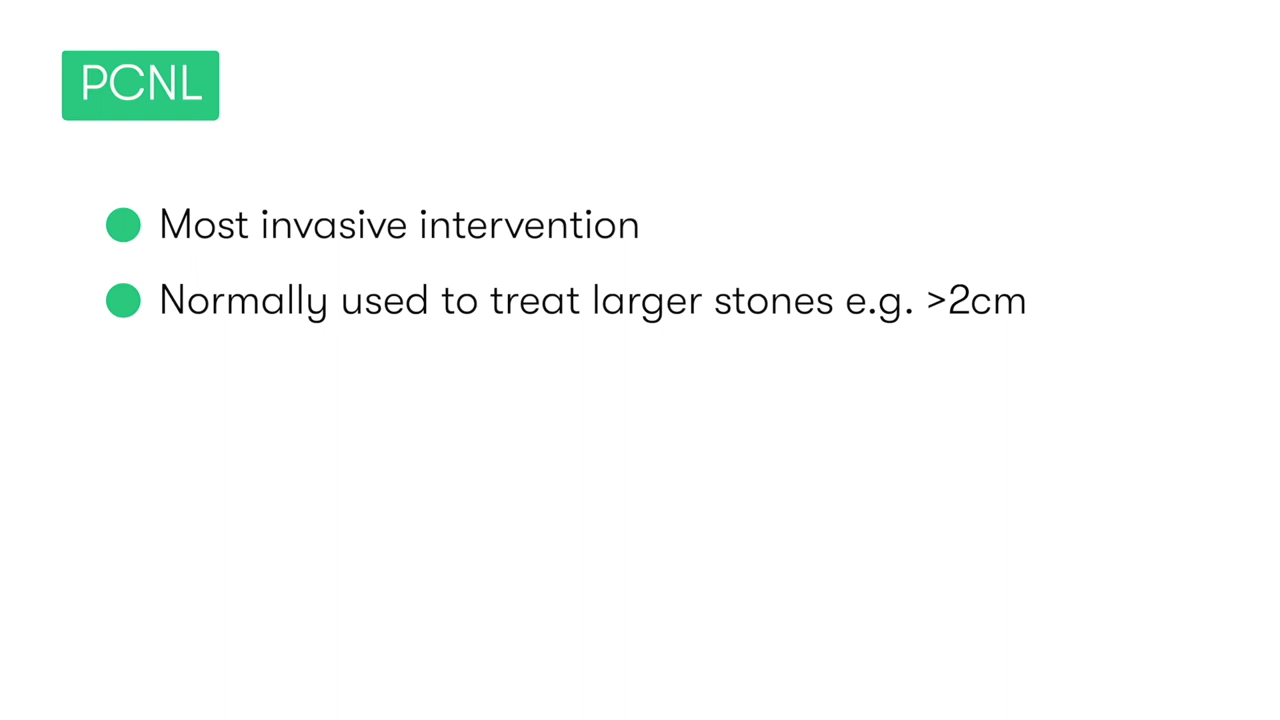 PCNL
Most invasive intervention
Normally used to treat larger stones e.g. >2cm